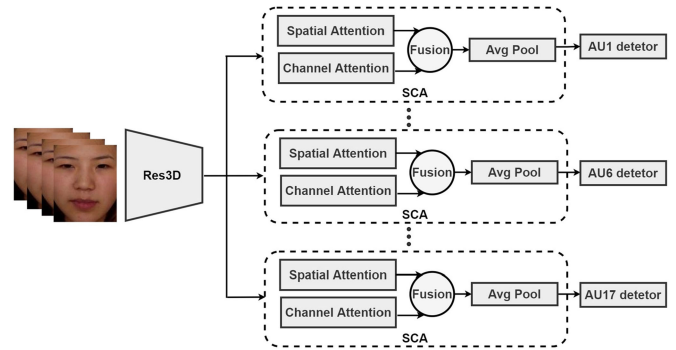 Spatial Attention
Channel Attention
Fusion
Avg Pool
AU1 detetor
SCA
Res3D
Spatial Attention
Channel Attention
Fusion
Avg Pool
AU6 detetor
SCA
Spatial Attention
Channel Attention
Fusion
Avg Pool
AU17 detetor
SCA